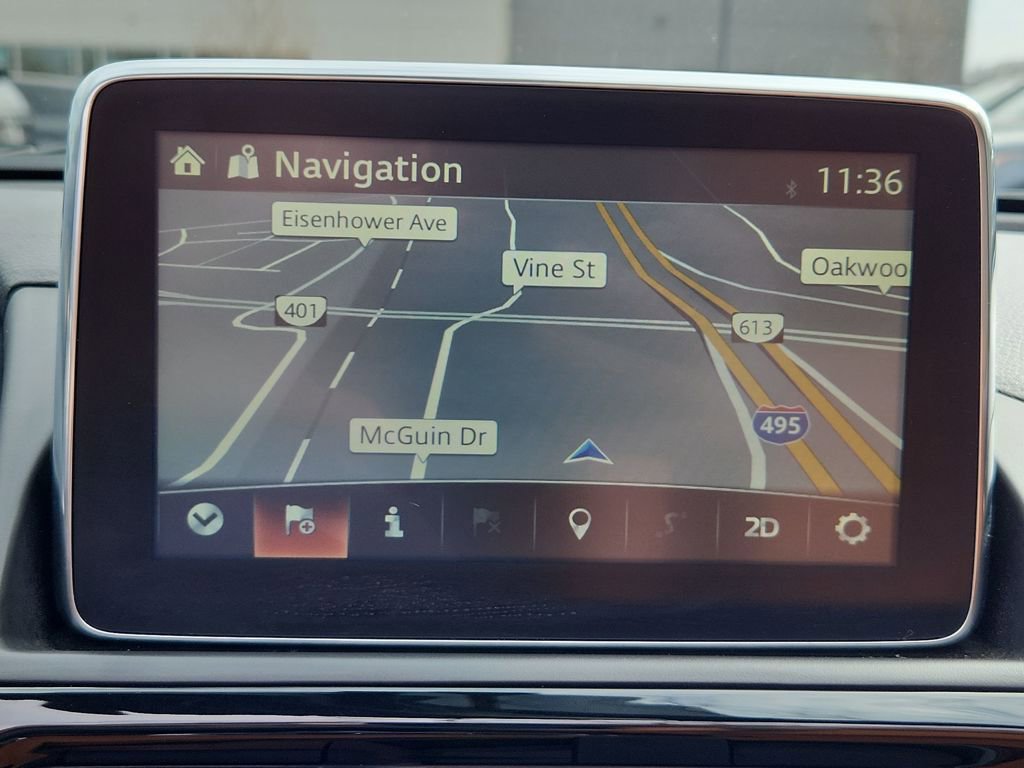 Navigation
11:36
Eisenhower Ave
Vine St
Oakwoo
401
613
495
McGuin Dr
2D